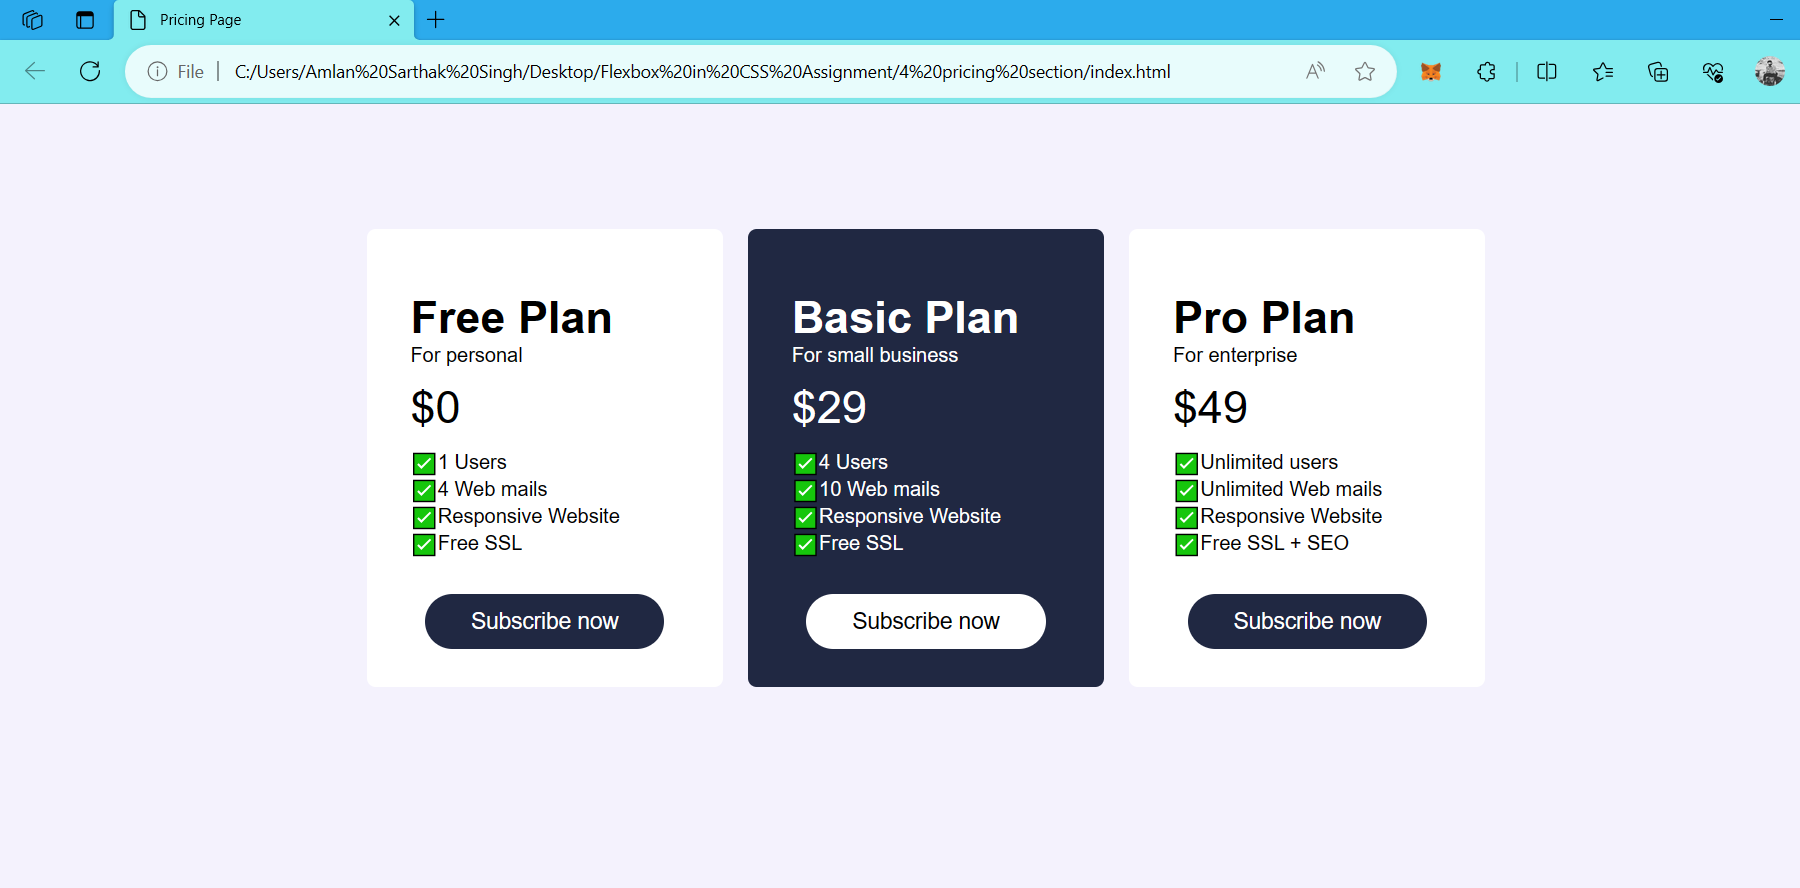 Pricing Page
File
C:/Users/Amlan%20Sarthak%20Singh/Desktop/Flexbox%20in%20CSS%20Assignment/4%20pricing%20section/index.html
Free Plan
For personal
$0
✅1 Users
✅4 Web mails
✅Responsive Website
✅Free SSL
Subscribe now
Basic Plan
For small business
$29
✅4 Users
✅10 Web mails
✅Responsive Website
✅Free SSL
Subscribe now
Pro Plan
For enterprise
$49
✅Unlimited users
✅Unlimited Web mails
✅Responsive Website
✅Free SSL + SEO
Subscribe now